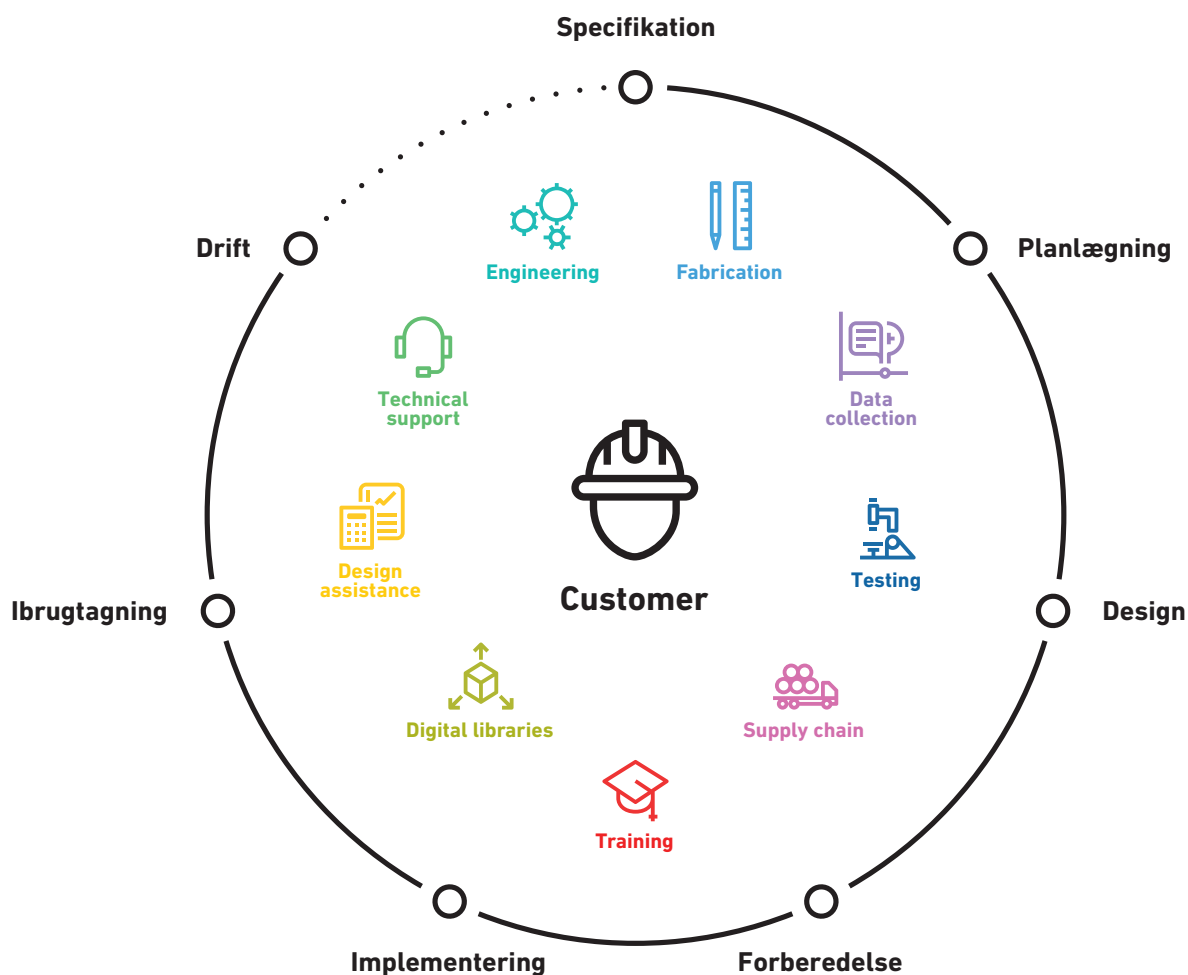 Specifikation
Drift
Planlægning
Engineering
Fabrication
Technical
support
Data
collection
Design
assistance
Customer
Testing
Ibrugtagning
Design
Digital libraries
Supply chain
Training
Implementering
Forberedelse